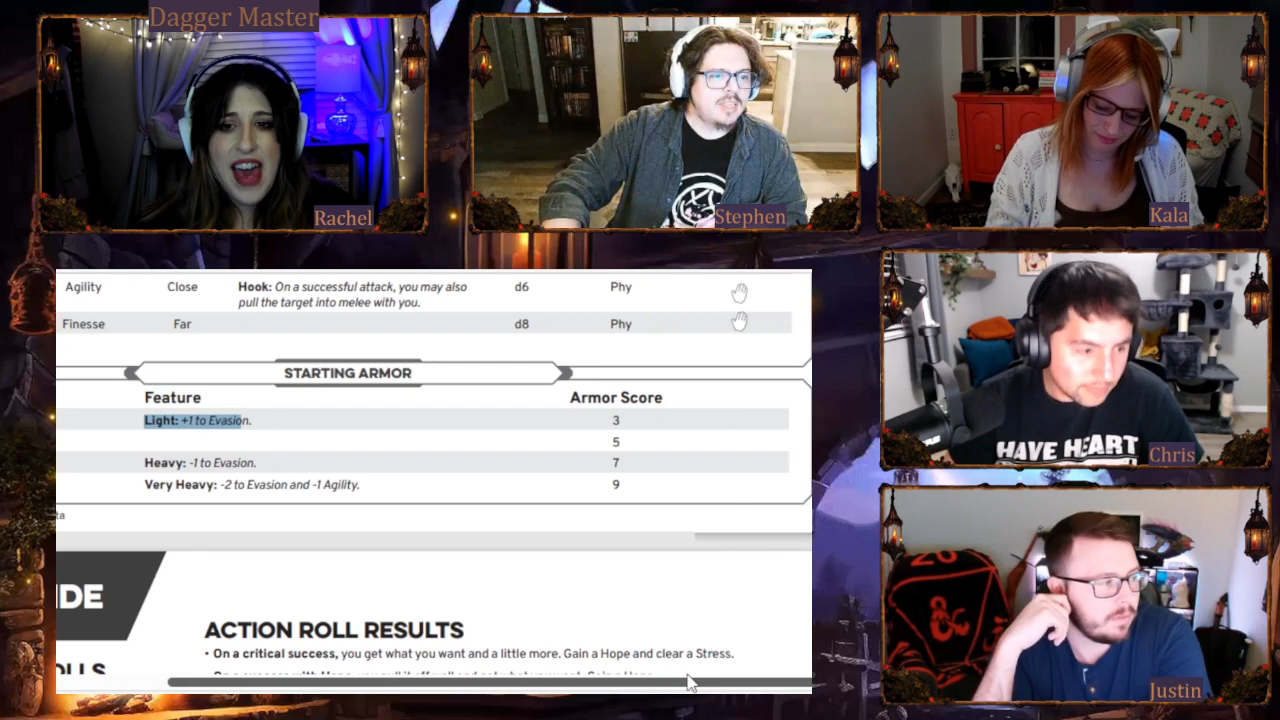 Dagger Master
Rachel
Stephen
Kala
Agility Close Hook: On a successful attack, you may also d6 Phy
pull the target into melee with you.
Finesse Far d8 Phy
STARTING ARMOR
Feature Armor Score
Light: +1 to Evasion. 3
5
Heavy: -1 to Evasion. 7
Very Heavy: -2 to Evasion and -1 Agility. 9
ta
IDE
ACTION ROLL RESULTS
• On a critical success, you get what you want and a little more. Gain a Hope and clear a Stress.
HAVE HEART
Chris
20
Justin